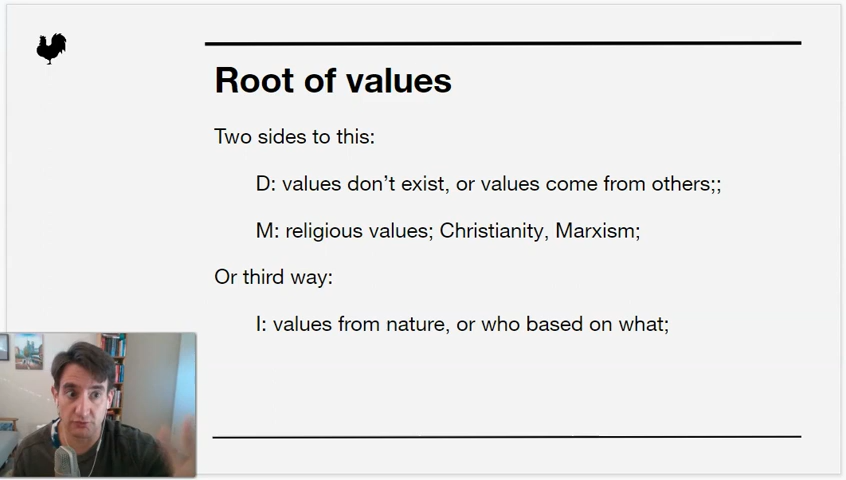 Root of values
Two sides to this:
D: values don’t exist, or values come from others;;
M: religious values; Christianity, Marxism;
Or third way:
I: values from nature, or who based on what;